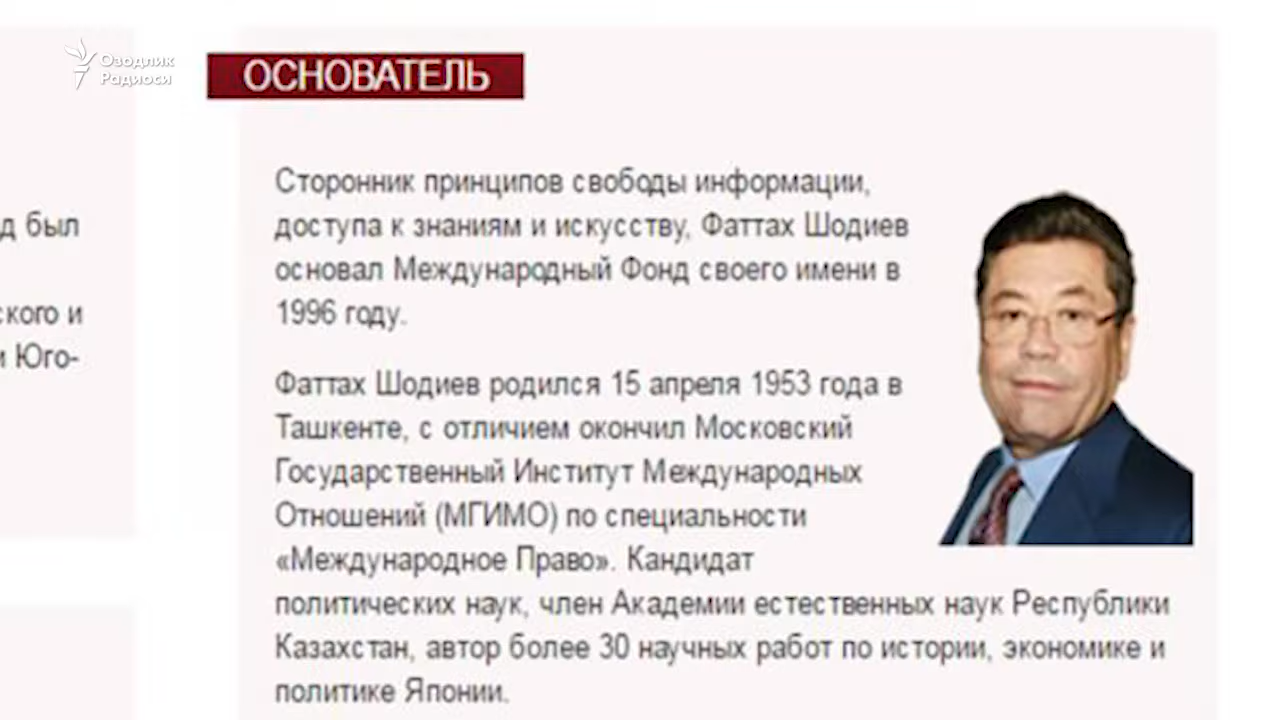 Озодлик
Радиоси
ОСНОВАТЕЛЬ
д был
ского и
и Юго-
Сторонник принципов свободы информации,
доступа к знаниям и искусству, Фаттах Шодиев
основал Международный Фонд своего имени в
1996 году.
Фаттах Шодиев родился 15 апреля 1953 года в
Ташкенте, с отличием окончил Московский
Государственный Институт Международных
Отношений (МГИМО) по специальности
«Международное Право». Кандидат
политических наук, член Академии естественных наук Республики
Казахстан, автор более 30 научных работ по истории, экономике и
политике Японии.